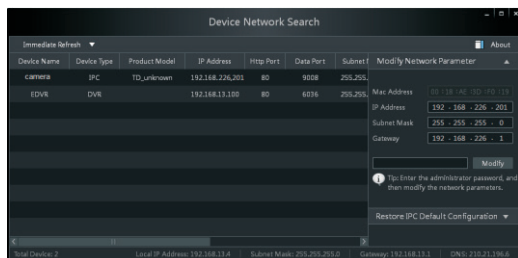 Device Network Search
Immediate Refresh ▼ About
Device Name Device Type Product Model IP Address Http Port Data Port Subnet
camera IPC TD_unknown 192.168.226,201 80 9008 255.255.
EDVR DVR 192.168.13.100 80 6036 255.255.
Modify Network Parameter
Mac Address
IP Address 192 . 168 . 226 . 201
Subnet Mask 255 . 255 . 255 . 0
Gateway 192 . 168 . 226 . 1
Modify
Tip: Enter the administrator password, and
then modify the network parameters.
Restore IPC Default Configuration ▼
Total Device: 2 Local IP Address: 192.168.13.4 Subnet Mask: 255.255.255.0 Gateway: 192.168.13.1 DNS: 210.21.196.6